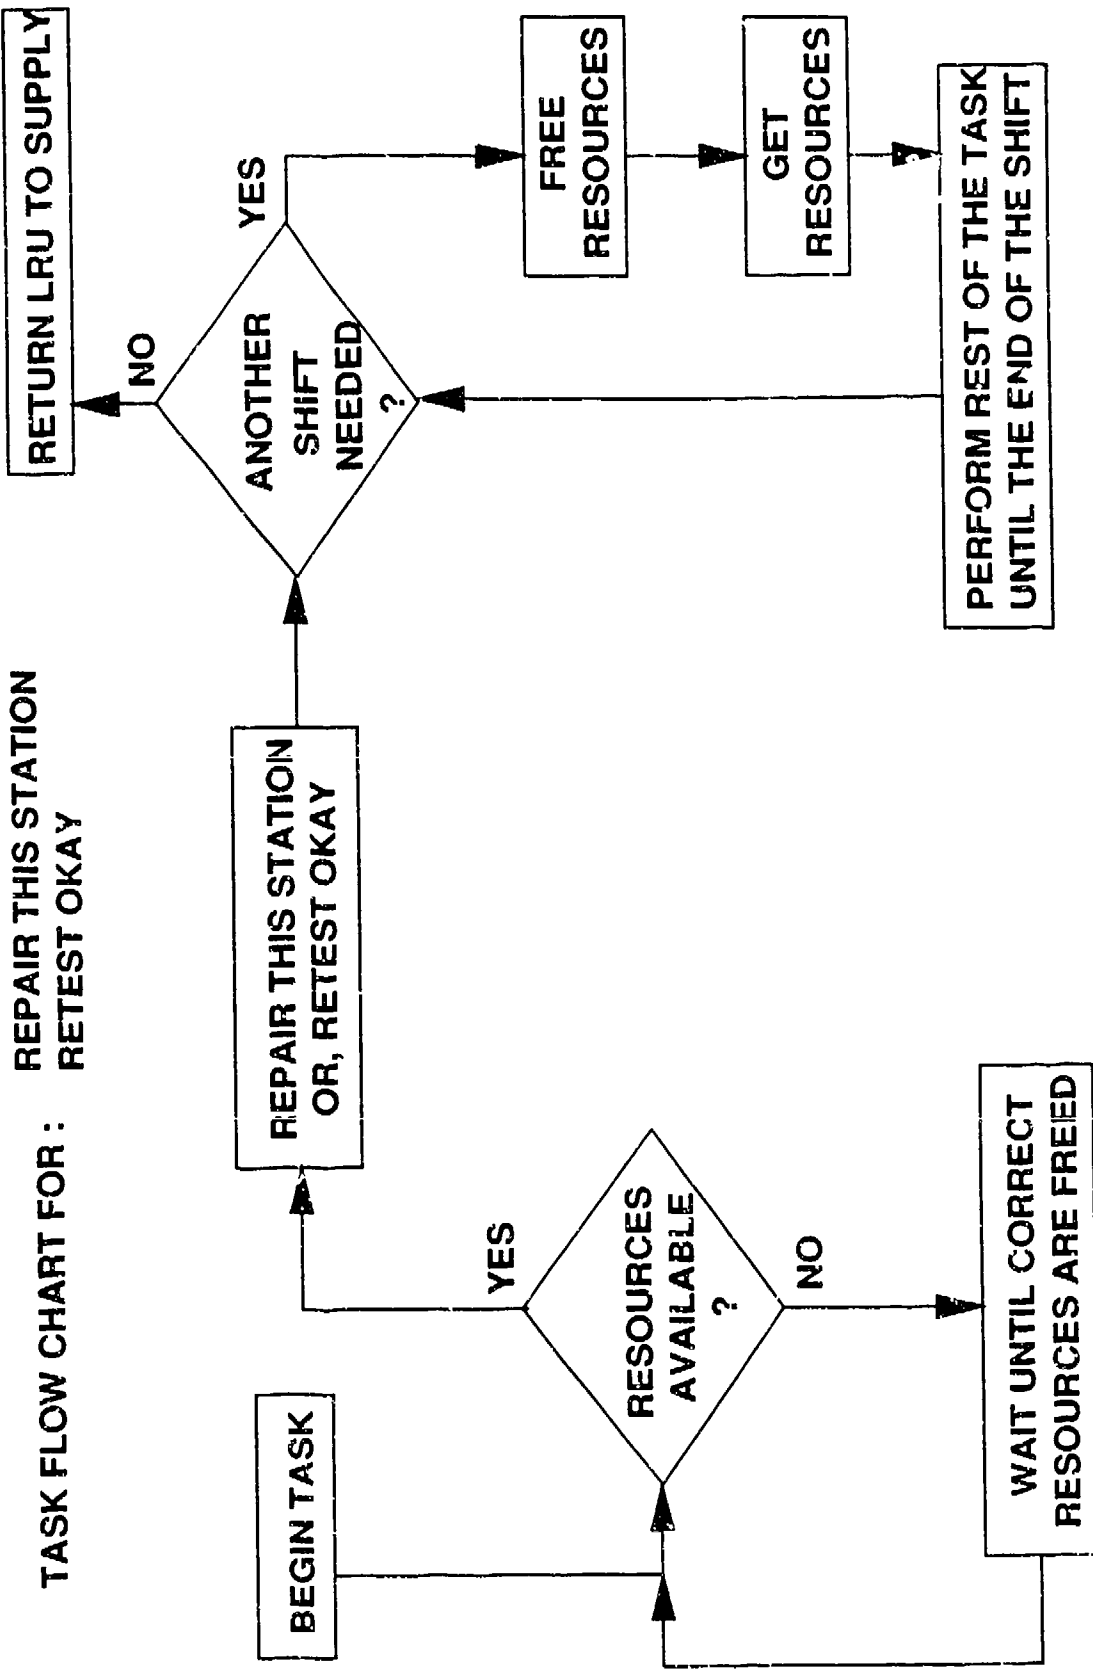 TASK FLOW CHART FOR :
REPAIR THIS STATION
RETEST OKAY
BEGIN TASK
RESOURCES
AVAILABLE
?
YES
NO
WAIT UNTIL CORRECT
RESOURCES ARE FREED
REPAIR THIS STATION
OR, RETEST OKAY
ANOTHER
SHIFT
NEEDED
?
NO
YES
RETURN LRU TO SUPPLY
FREE
RESOURCES
GET
RESOURCES
PERFORM REST OF THE TASK
UNTIL THE END OF THE SHIFT